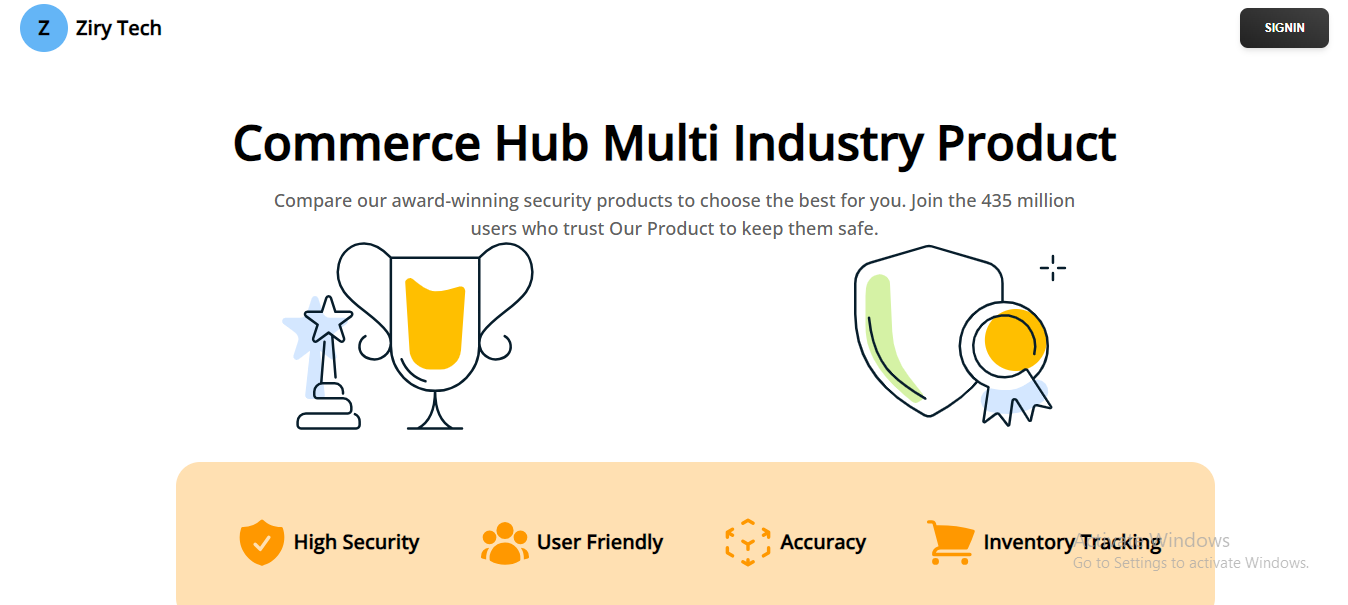 Z
Ziry Tech
SIGNIN
Commerce Hub Multi Industry Product
Compare our award-winning security products to choose the best for you. Join the 435 million
users who trust Our Product to keep them safe.
High Security
User Friendly
Accuracy
Inventory Tracking
Activate Windows
Go to Settings to activate Windows.